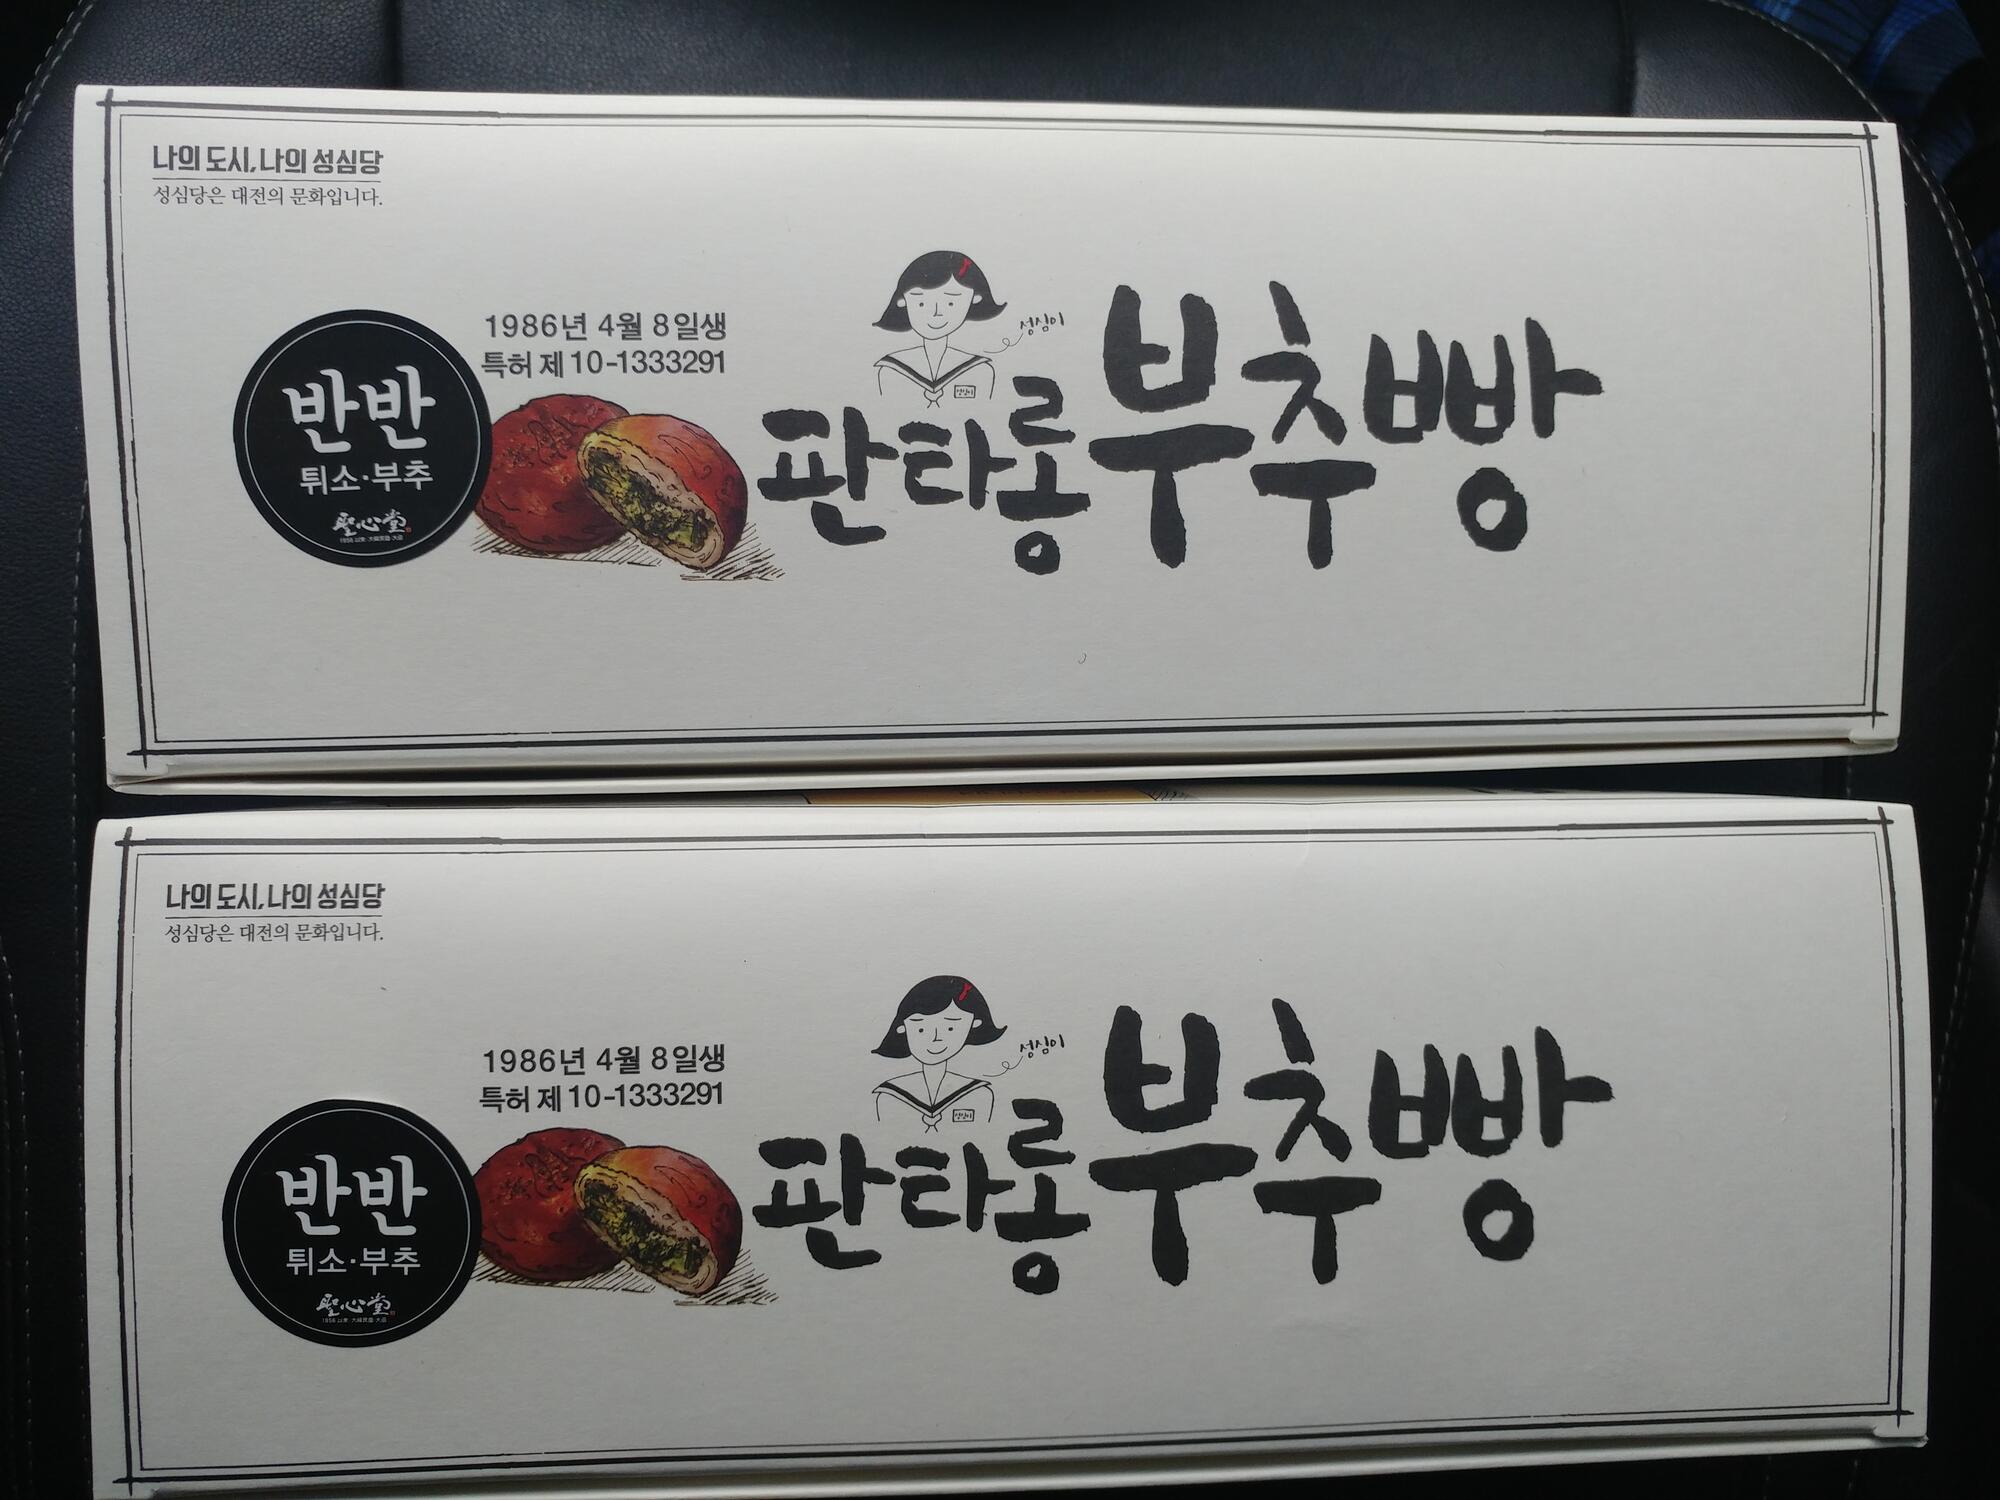 나의 도시, 나의 성심당
성심당은 대전의 문화입니다.
1986년 4월 8일생
특허 제 10-1333291
성심이
판타롱부추빵
반반
튀소·부추
聖心堂
나의 도시, 나의 성심당
성심당은 대전의 문화입니다.
1986년 4월 8일생
특허 제 10-1333291
성심이
판타롱부추빵
반반
튀소·부추
聖心堂